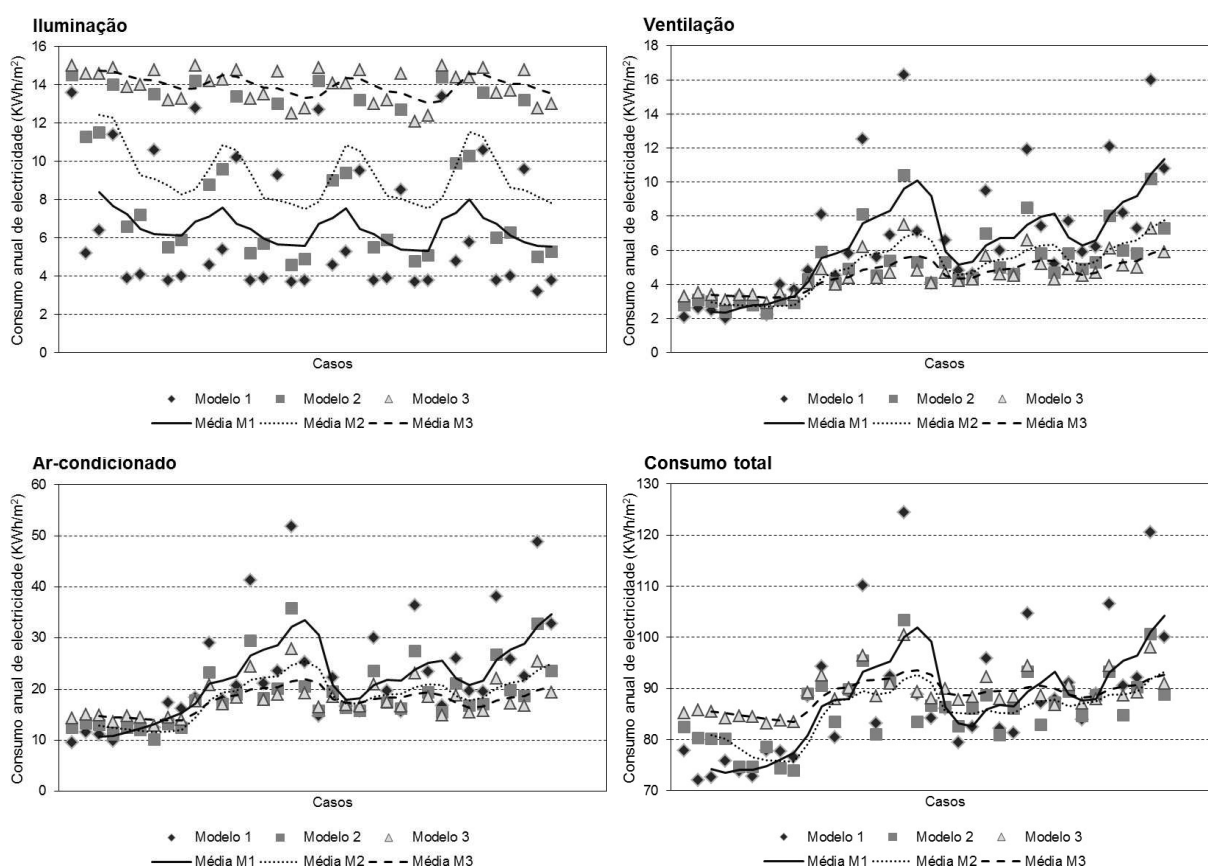 Iluminação
Consumo anual de electricidade (KWh/m²)
16
14
12
10
8
6
4
2
0
Casos
Modelo 1 Modelo 2 Modelo 3
Média M1 Média M2 Média M3
Ventilação
Consumo anual de electricidade (KWh/m²)
18
16
14
12
10
8
6
4
2
0
Casos
Modelo 1 Modelo 2 Modelo 3
Média M1 Média M2 Média M3
Ar-condicionado
Consumo anual de electricidade (KWh/m²)
60
50
40
30
20
10
0
Casos
Modelo 1 Modelo 2 Modelo 3
Média M1 Média M2 Média M3
Consumo total
Consumo anual de electricidade (KWh/m²)
130
120
110
100
90
80
70
Casos
Modelo 1 Modelo 2 Modelo 3
Média M1 Média M2 Média M3